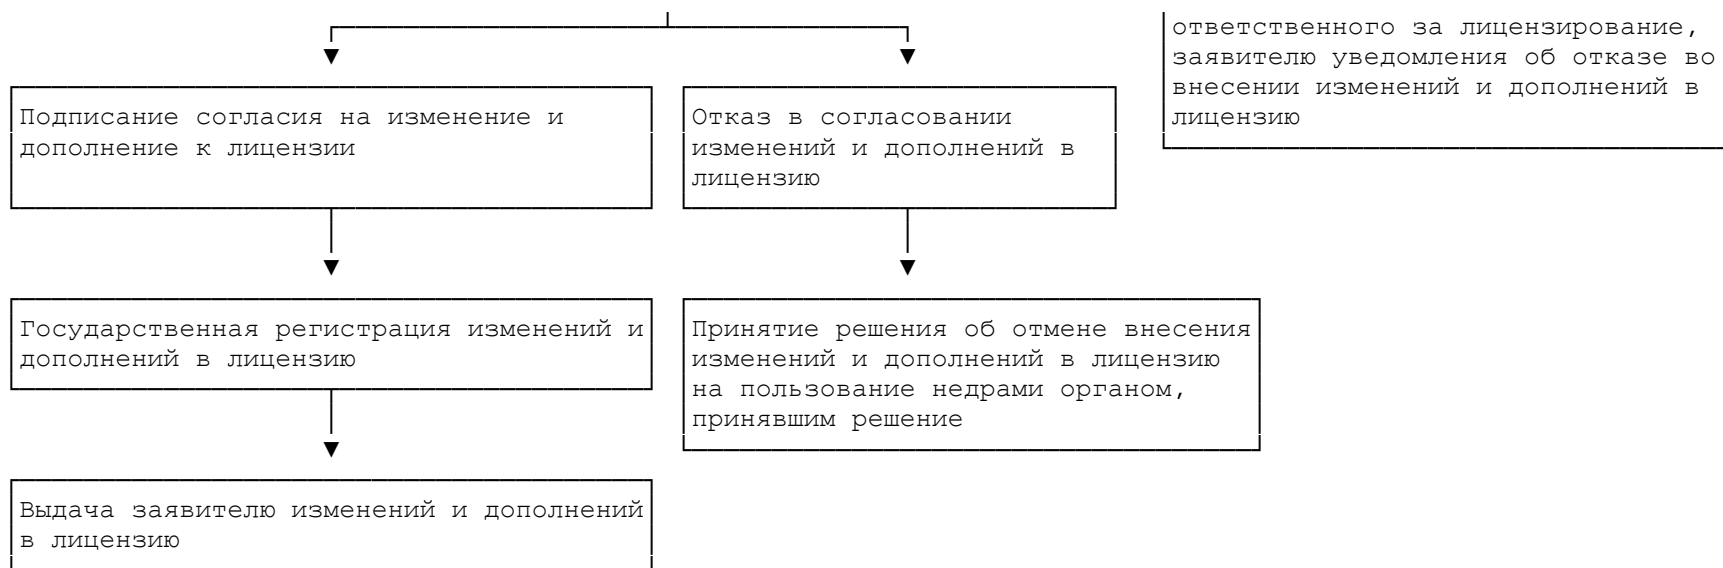 ответственного за лицензирование,
заявителю уведомления об отказе во
внесении изменений и дополнений в
лицензию
Подписание согласия на изменение и
дополнение к лицензии
Отказ в согласовании
изменений и дополнений в
лицензию
Государственная регистрация изменений и
дополнений в лицензию
Принятие решения об отмене внесения
изменений и дополнений в лицензию
на пользование недрами органом,
принявшим решение
Выдача заявителю изменений и дополнений
в лицензию